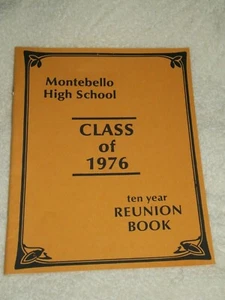 Montebello
High School
CLASS
of
1976
ten year
REUNION
BOOK